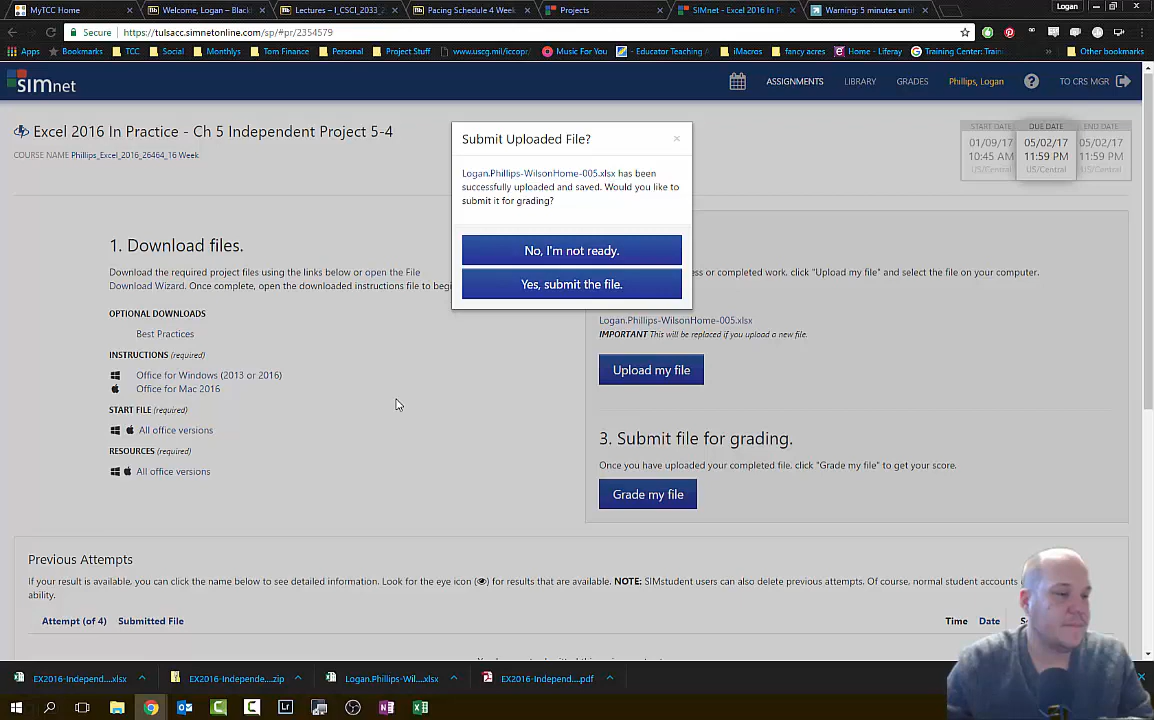 MyTCC Home
Welcome, Logan – Black
Lectures – I_CSCI_2033_
Pacing Schedule 4 Week
Projects
SIMnet - Excel 2016 In P
Warning: 5 minutes until
Logan
Secure
https://tulsacc.simnetonline.com/sp/#pr/2354579
Apps
Bookmarks
TCC
Social
Monthlys
Tom Finance
Personal
Project Stuff
www.uscg.mil/iccopr
Music For You
- Educator Teaching
iMacros
fancy acres
Home - Liferay
Training Center: Train
Other bookmarks
SIMnet
ASSIGNMENTS
LIBRARY
GRADES
Phillips, Logan
?
TO CRS MGR
Excel 2016 In Practice - Ch 5 Independent Project 5-4
COURSE NAME Phillips_Excel_2016_26464_16 Week
START DATE
01/09/17
10:45 AM
US/Central
DUE DATE
05/02/17
11:59 PM
US/Central
END DATE
05/02/17
11:59 PM
US/Central
Submit Uploaded File?
×
Logan.Phillips-WilsonHome-005.xlsx has been
successfully uploaded and saved. Would you like to
submit it for grading?
No, I'm not ready.
Yes, submit the file.
1. Download files.
Download the required project files using the links below or open the File
Download Wizard. Once complete, open the downloaded instructions file to beg
OPTIONAL DOWNLOADS
Best Practices
INSTRUCTIONS (required)
Office for Windows (2013 or 2016)
Office for Mac 2016
START FILE (required)
All office versions
RESOURCES (required)
All office versions
ess or completed work, click "Upload my file" and select the file on your computer.
Logan.Phillips-WilsonHome-005.xlsx
IMPORTANT This will be replaced if you upload a new file.
Upload my file
3. Submit file for grading.
Once you have uploaded your completed file, click "Grade my file" to get your score.
Grade my file
Previous Attempts
If your result is available, you can click the name below to see detailed information. Look for the eye icon () for results that are available. NOTE: SIMstudent users can also delete previous attempts. Of course, normal student accounts
ability.
Attempt (of 4)
Submitted File
Time
Date
EX2016-Independ....xlsx
EX2016-Independe....zip
Logan.Phillips-Wil....xlsx
EX2016-Independ....pdf